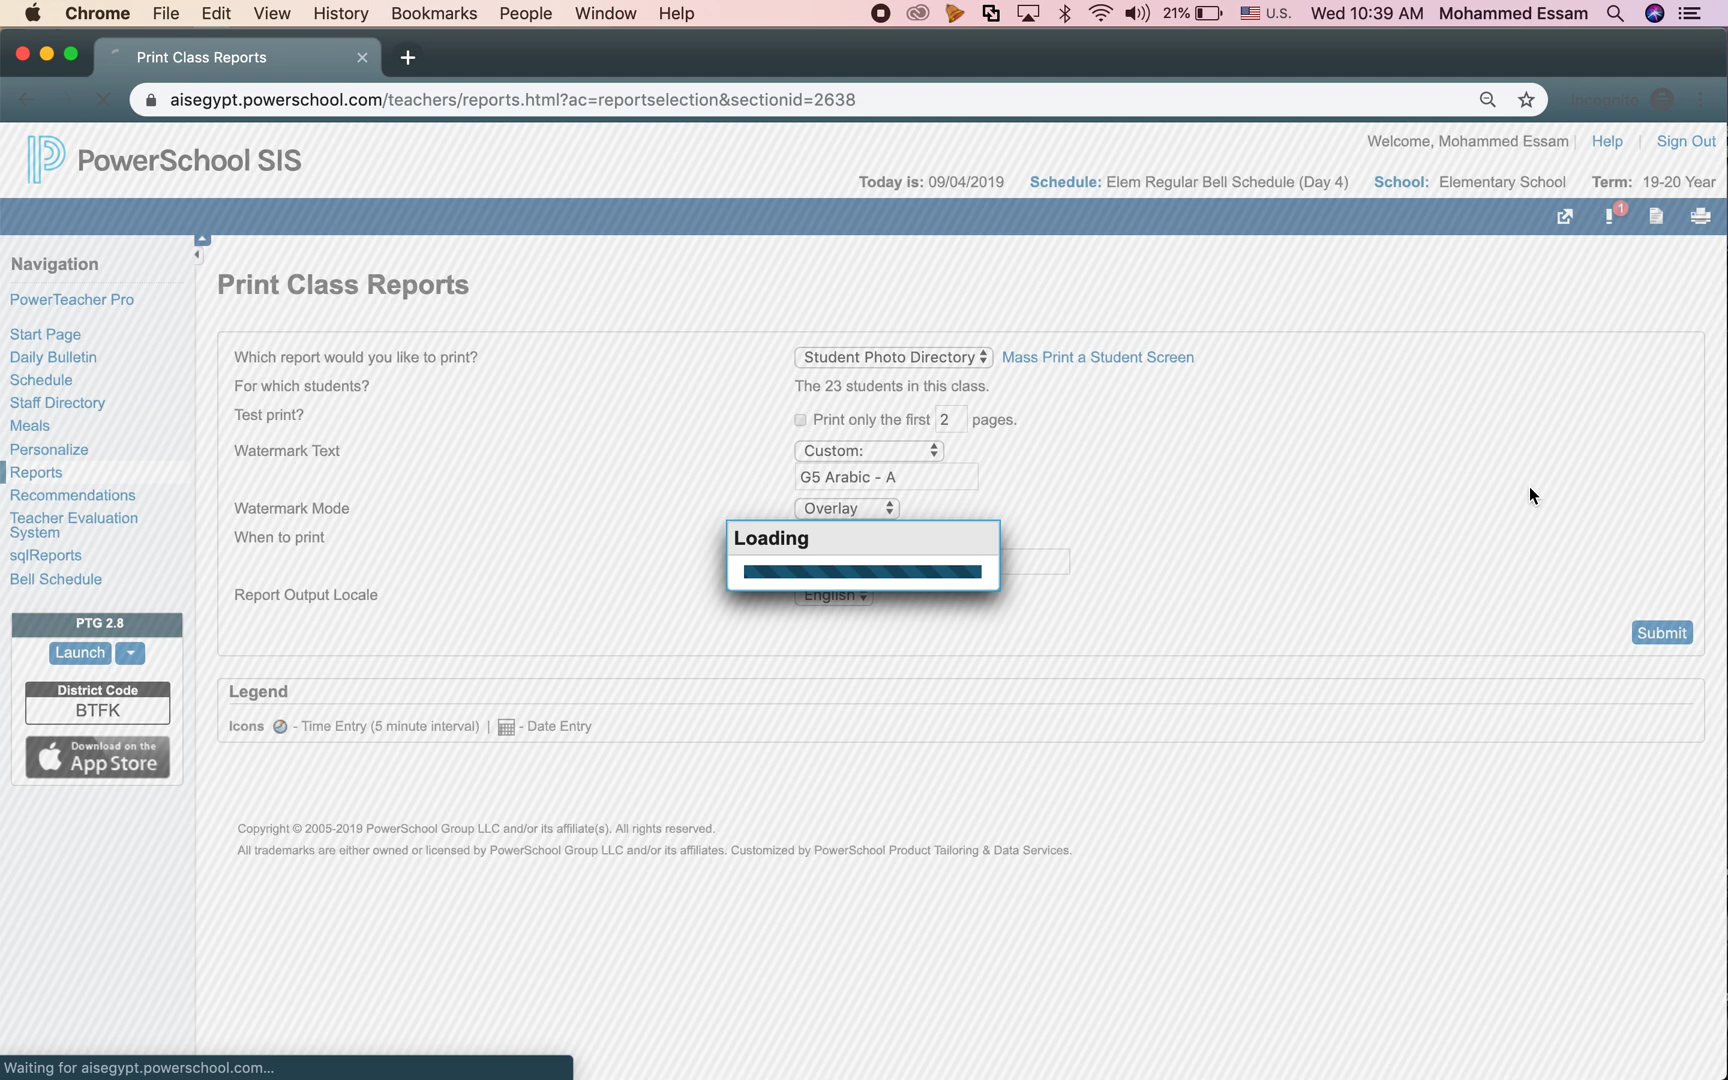 Chrome File Edit View History Bookmarks People Window Help 21% U.S. Wed 10:39 AM Mohammed Essam
Print Class Reports
aisegypt.powerschool.com/teachers/reports.html?ac=reportselection&sectionid=2638 Incognito
PowerSchool SIS
Welcome, Mohammed Essam | Help | Sign Out
Today is: 09/04/2019 Schedule: Elem Regular Bell Schedule (Day 4) School: Elementary School Term: 19-20 Year
1
Navigation
PowerTeacher Pro
Start Page
Daily Bulletin
Schedule
Staff Directory
Meals
Personalize
Reports
Recommendations
Teacher Evaluation
System
sqlReports
Bell Schedule
PTG 2.8
Launch
District Code
BTFK
Download on the
App Store
Print Class Reports
Which report would you like to print? Student Photo Directory Mass Print a Student Screen
For which students? The 23 students in this class.
Test print? Print only the first 2 pages.
Watermark Text Custom:
G5 Arabic - A
Watermark Mode Overlay
When to print
Loading
Report Output Locale English
Submit
Legend
Icons - Time Entry (5 minute interval) | - Date Entry
Copyright © 2005-2019 PowerSchool Group LLC and/or its affiliate(s). All rights reserved.
All trademarks are either owned or licensed by PowerSchool Group LLC and/or its affiliates. Customized by PowerSchool Product Tailoring & Data Services.
Waiting for aisegypt.powerschool.com...